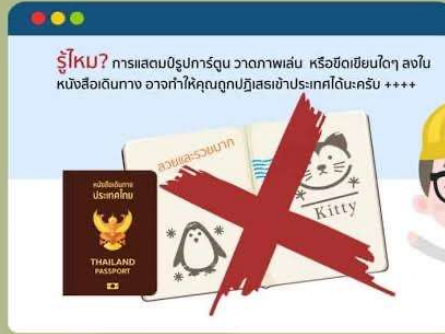 รู้ไหม? การแสตมป์รูปการ์ตูน วาดภาพเล่น หรือขีดเขียนใดๆ ลงใน
หนังสือเดินทาง อาจทำให้คุณถูกปฏิเสธเข้าประเทศได้นะครับ ++++
สวยและรวยมาก
หนังสือเดินทาง
ประเทศไทย
THAILAND
PASSPORT
Kitty